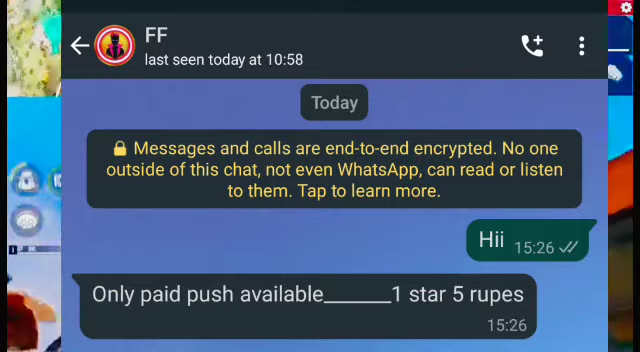 FF
last seen today at 10:58
Today
🔒 Messages and calls are end-to-end encrypted. No one
outside of this chat, not even WhatsApp, can read or listen
to them. Tap to learn more.
Hii 15:26
Only paid push available_______1 star 5 rupes
15:26